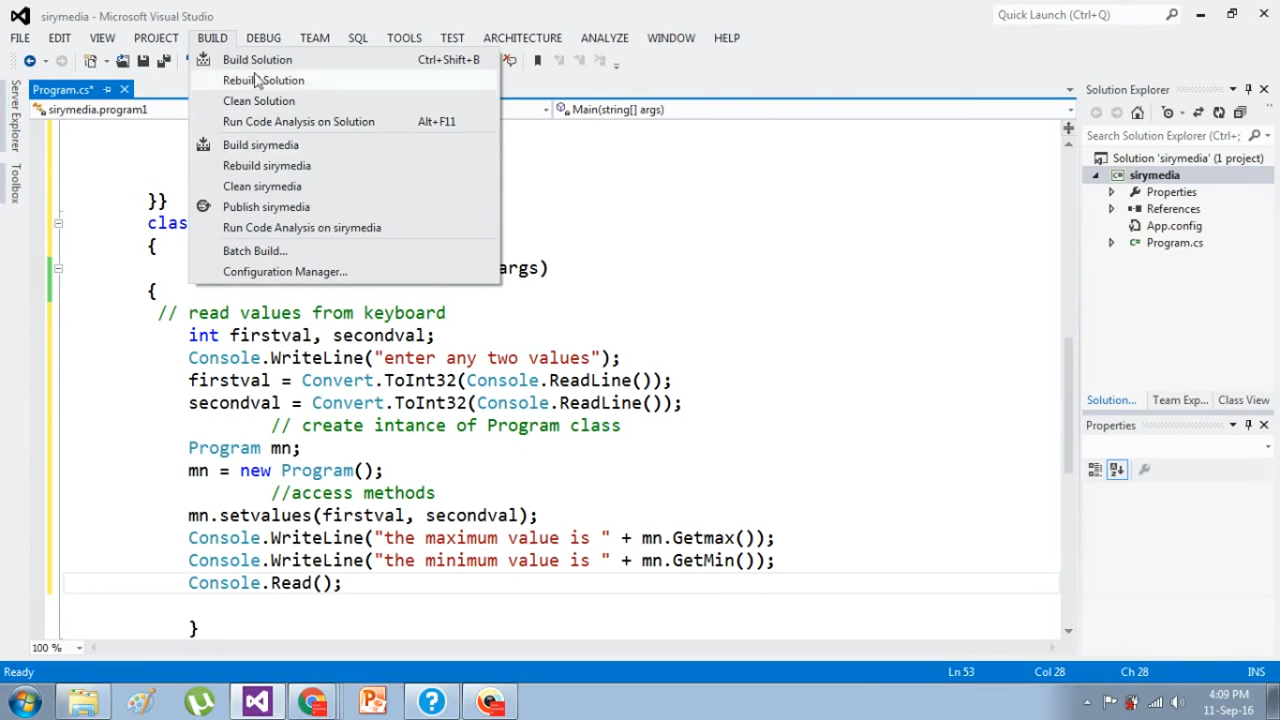 sirymedia - Microsoft Visual Studio
Quick Launch (Ctrl+Q)
FILE EDIT VIEW PROJECT BUILD DEBUG TEAM SQL TOOLS TEST ARCHITECTURE ANALYZE WINDOW HELP
Build Solution Ctrl+Shift+B
Rebuild Solution
Clean Solution
Run Code Analysis on Solution Alt+F11
Build sirymedia
Rebuild sirymedia
Clean sirymedia
Publish sirymedia
Run Code Analysis on sirymedia
Batch Build...
Configuration Manager...
Server Explorer
Toolbox
Program.cs*
sirymedia.program1
Main(string[] args)
}}
clas
{
args)
{
// read values from keyboard
int firstval, secondval;
Console.WriteLine("enter any two values");
firstval = Convert.ToInt32(Console.ReadLine());
secondval = Convert.ToInt32(Console.ReadLine());
// create intance of Program class
Program mn;
mn = new Program();
//access methods
mn.setvalues(firstval, secondval);
Console.WriteLine("the maximum value is " + mn.Getmax());
Console.WriteLine("the minimum value is " + mn.GetMin());
Console.Read();
}
100 %
Solution Explorer
Search Solution Explorer (Ctrl+;
Solution 'sirymedia' (1 project)
sirymedia
Properties
References
App.config
Program.cs
Solution... Team Exp... Class View
Properties
Ready Ln 53 Col 28 Ch 28 INS
4:09 PM
11-Sep-16